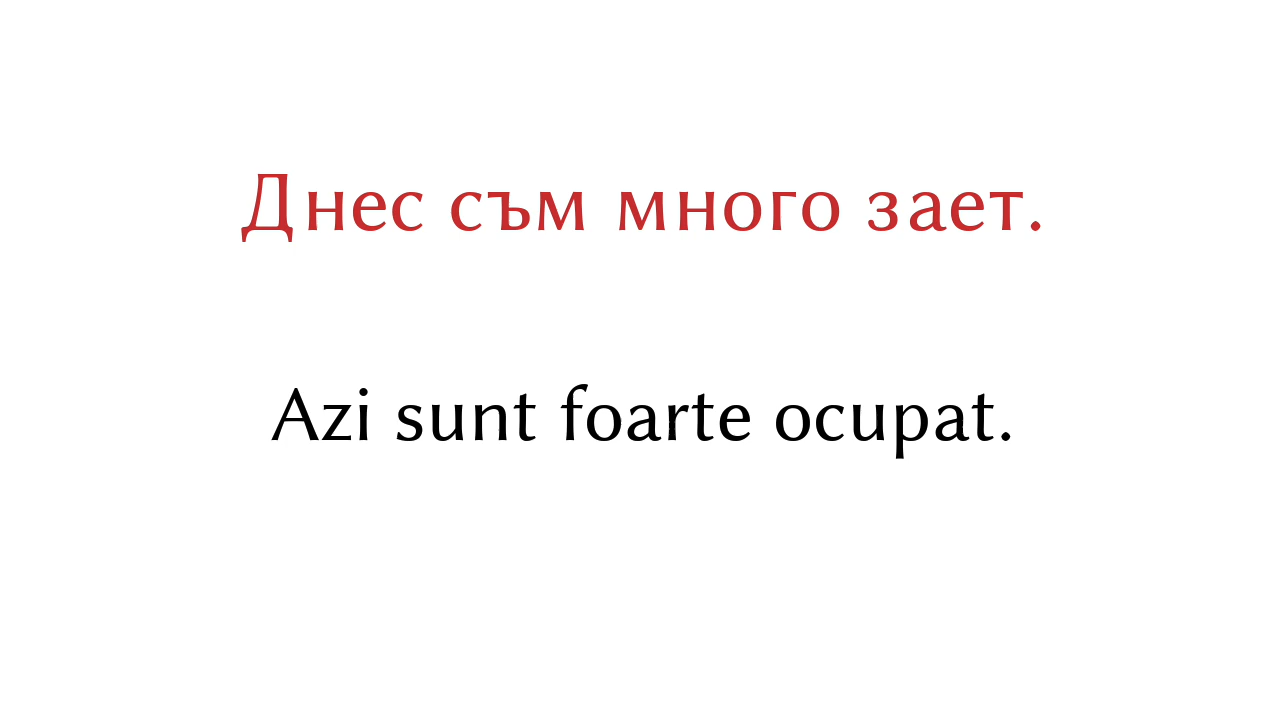 Днес съм много зает.
Azi sunt foarte ocupat.